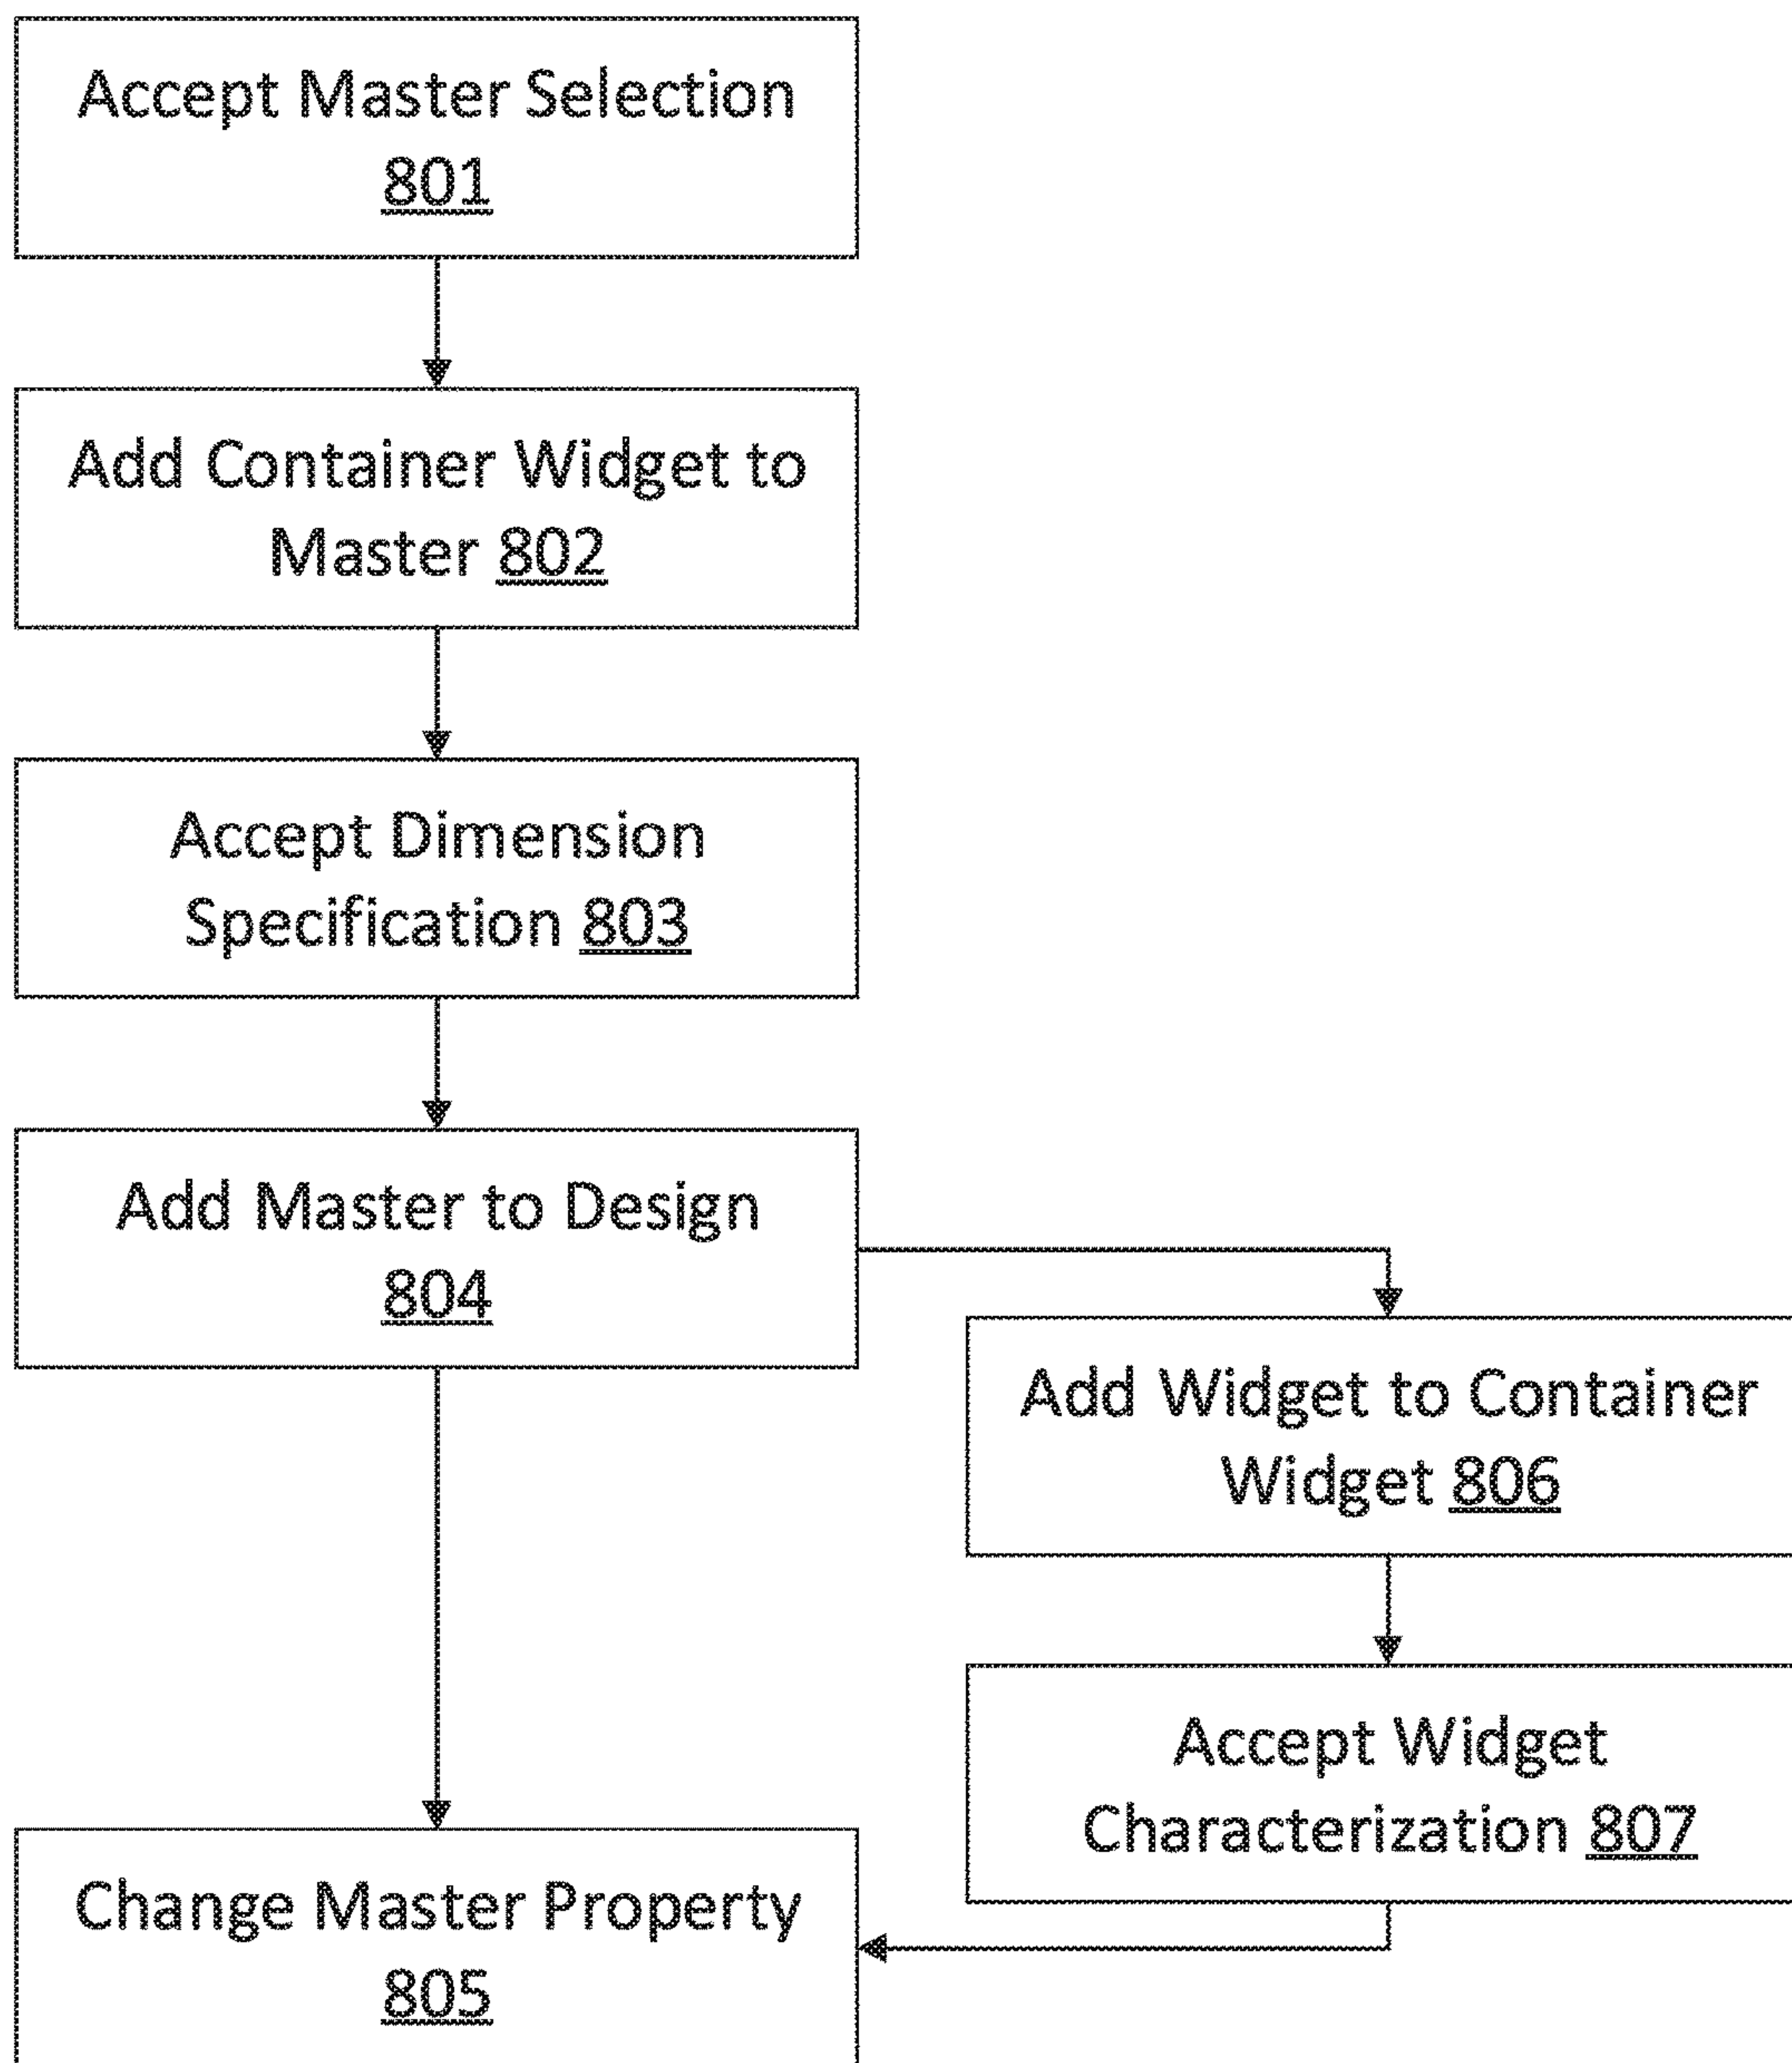 Accept Master Selection
801
Add Container Widget to
Master 802
Accept Dimension
Specification 803
Add Master to Design
804
Add Widget to Container
Widget 806
Accept Widget
Characterization 807
Change Master Property
805